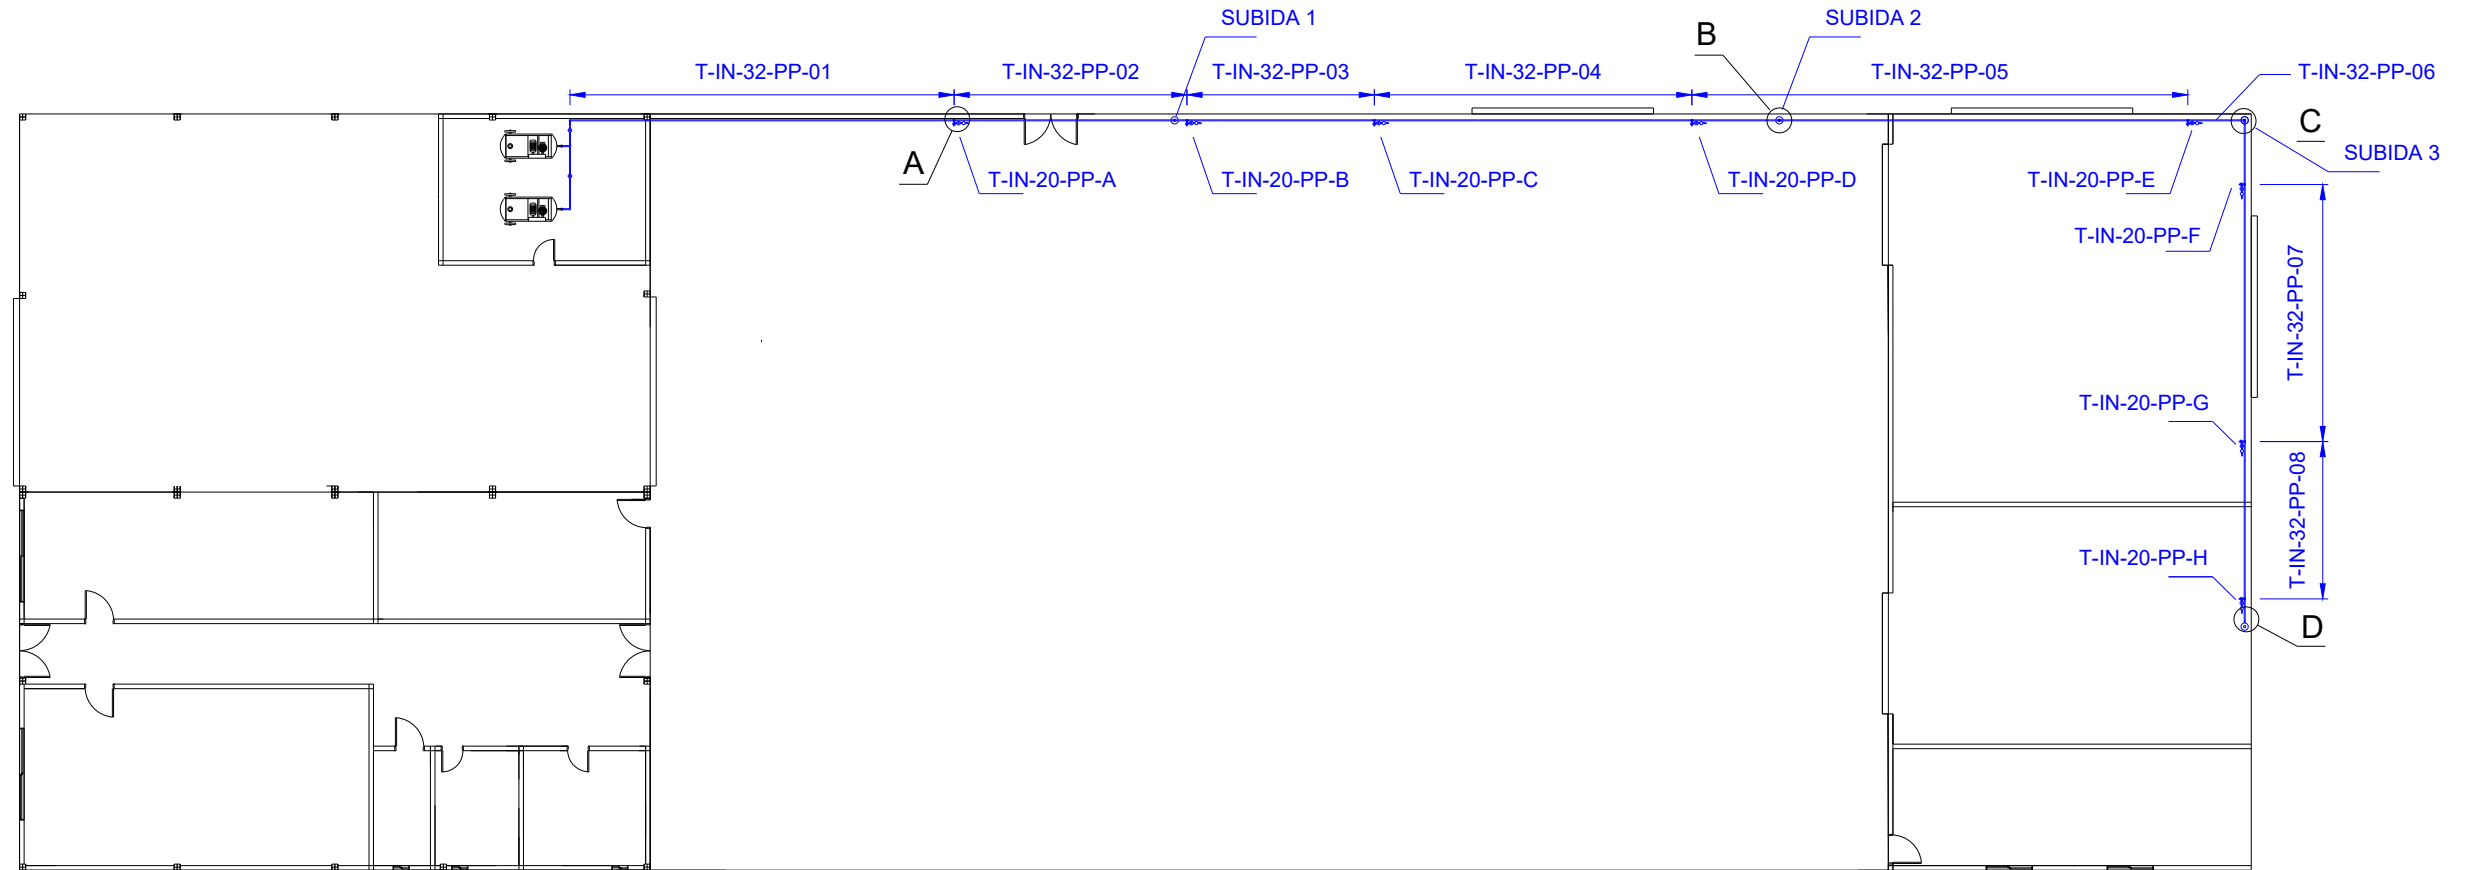 SUBIDA 1
SUBIDA 2
B
T-IN-32-PP-01
T-IN-32-PP-02
T-IN-32-PP-03
T-IN-32-PP-04
T-IN-32-PP-05
T-IN-32-PP-06
C
SUBIDA 3
A
T-IN-20-PP-A
T-IN-20-PP-B
T-IN-20-PP-C
T-IN-20-PP-D
T-IN-20-PP-E
T-IN-20-PP-F
T-IN-32-PP-07
T-IN-20-PP-G
T-IN-32-PP-08
T-IN-20-PP-H
D